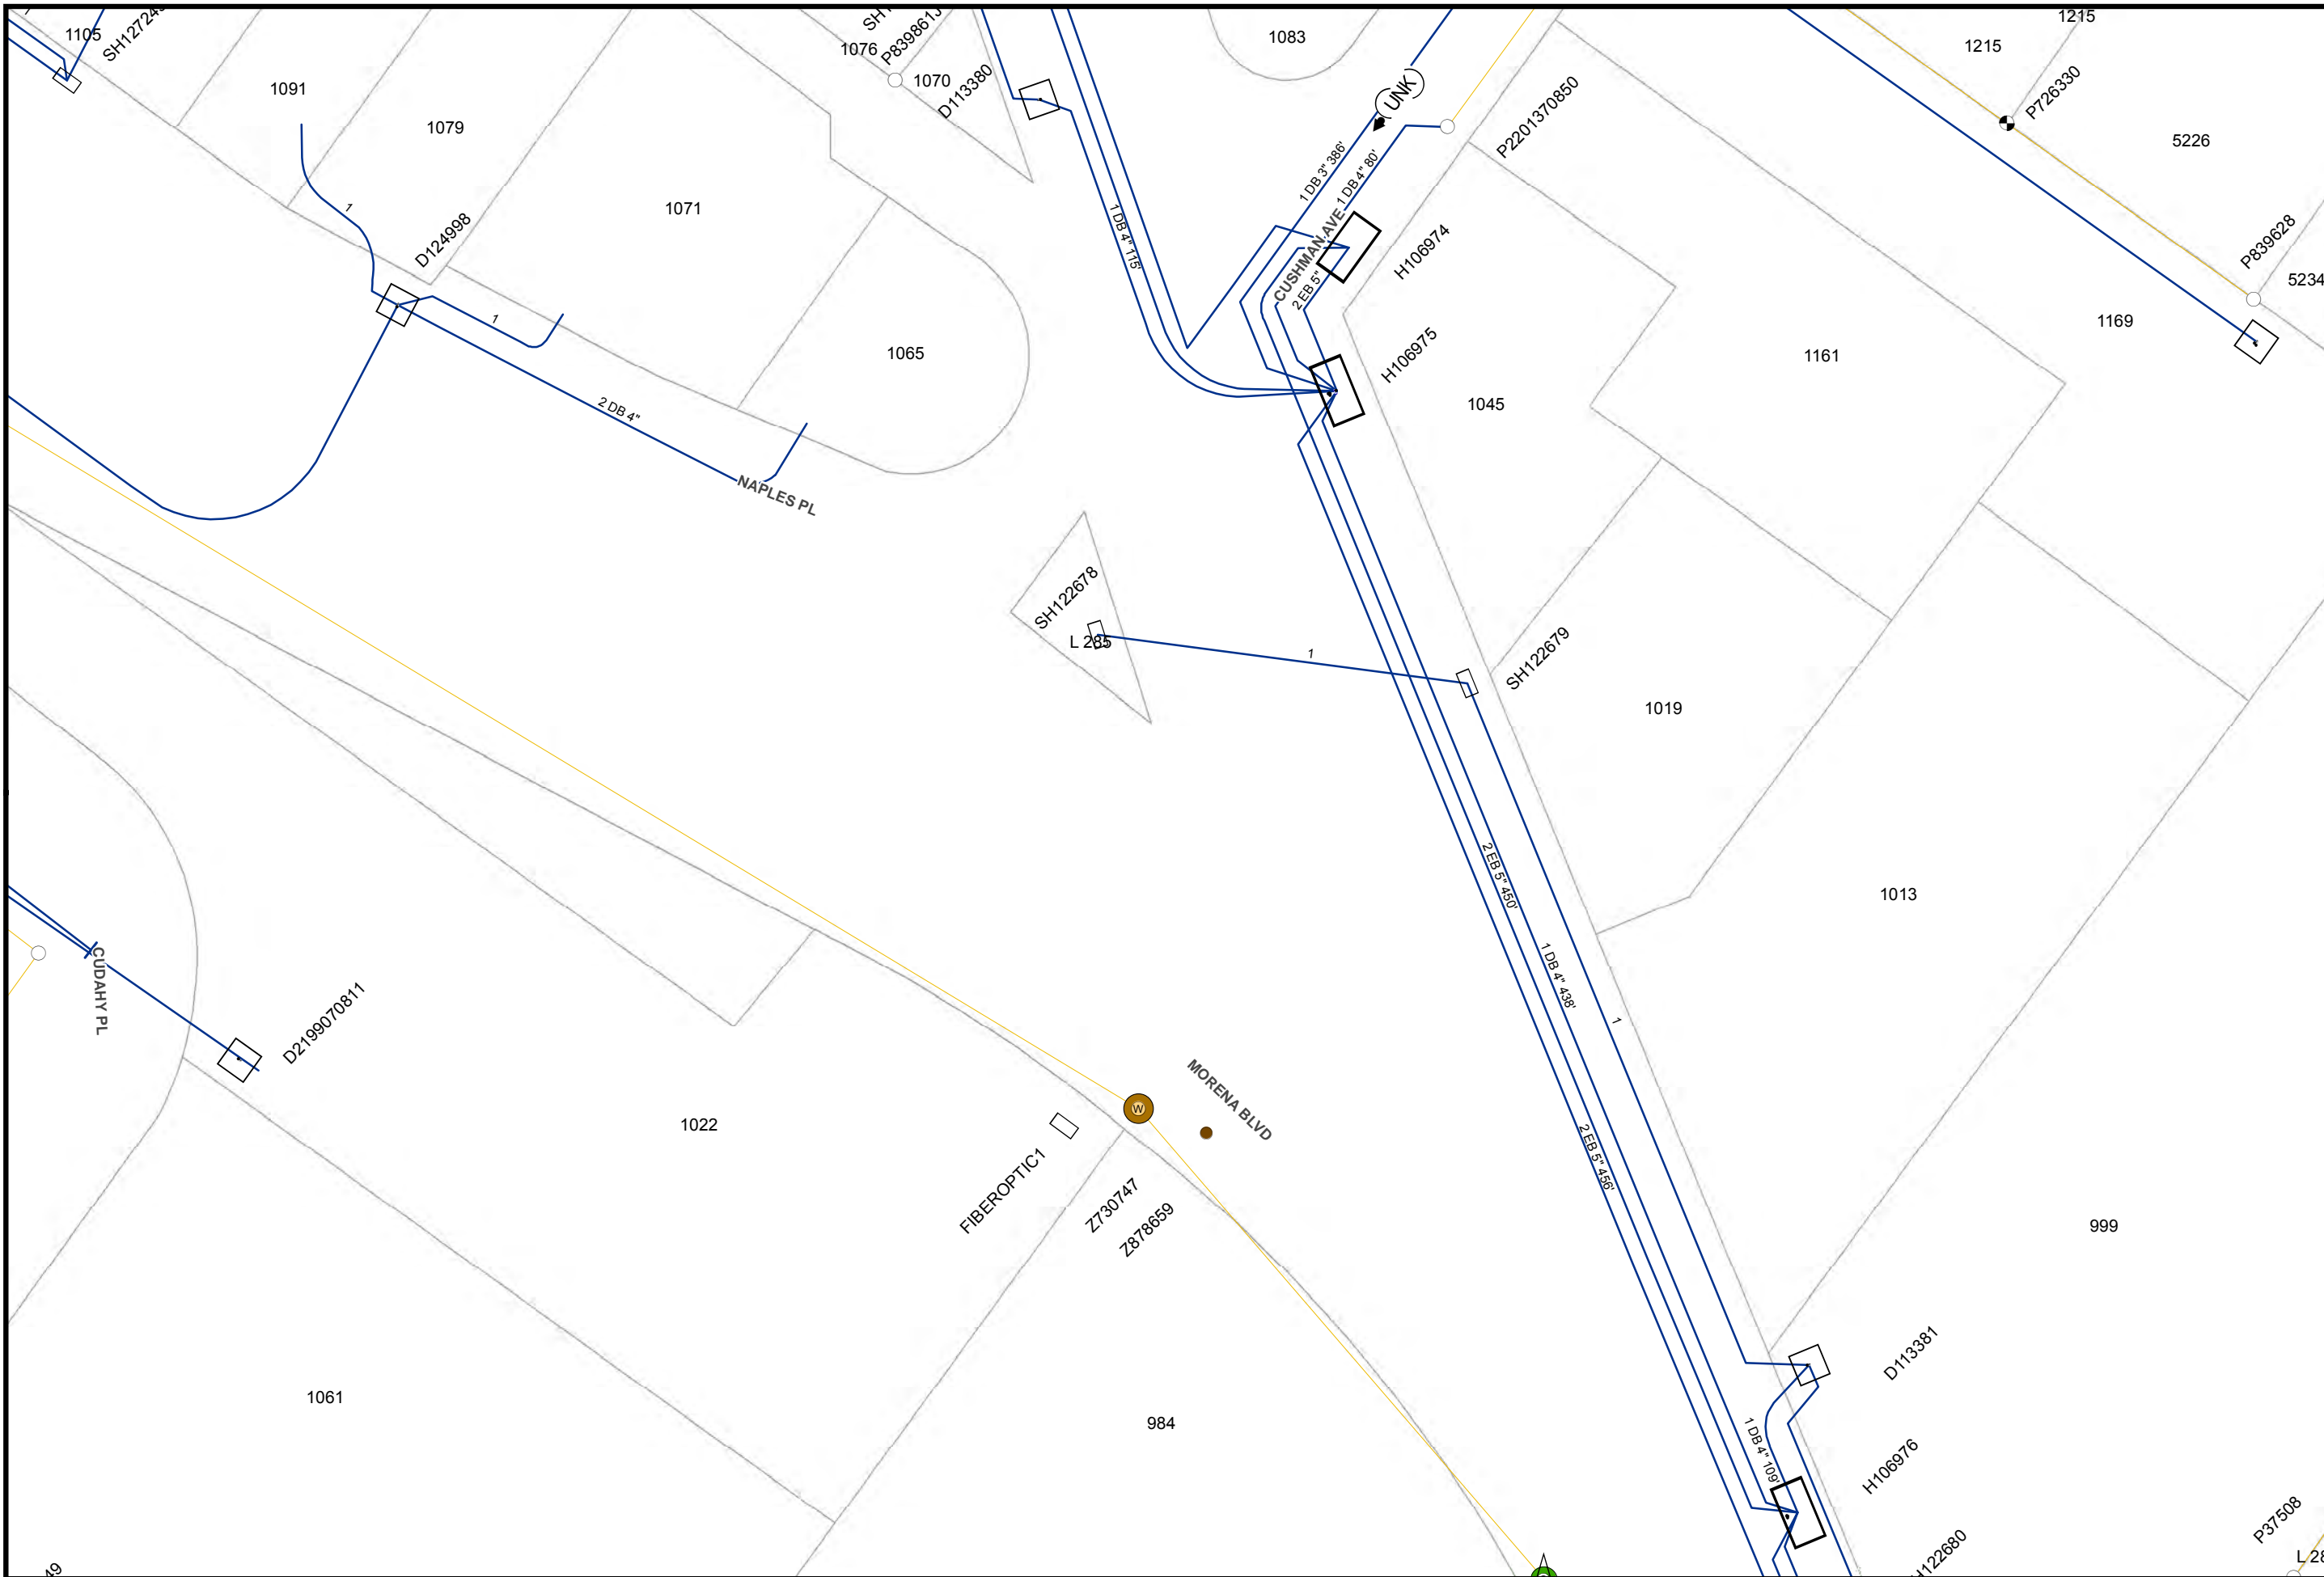 1105
1076
P839861J
1070
D113380
1083
UNK
1215
1215
P726330
5226
1091
1079
1071
P2201370850
1 DB 3" 386'
1 DB 4" 80'
D124998
1
1
1 DB 4" 115'
CUSHMAN AVE
2 EB 5"
H106974
P839628
5234
1169
1161
1065
H106975
1045
2 DB 4"
NAPLES PL
SH122678
L 285
1
SH122679
1019
2 EB 5" 450'
1013
1 DB 4" 438'
1
CUDAHY PL
D2199070811
MORENA BLVD
1022
FIBEROPTIC1
W
Z730747
Z878659
2 EB 5" 456'
999
D113381
1061
984
1 DB 4" 109'
H106976
P37508
H122680
L 28
49